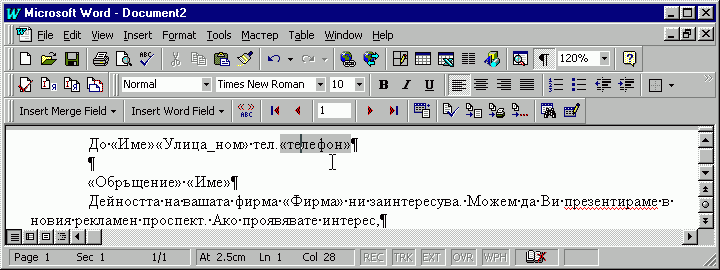 Microsoft Word - Document2
File Edit View Insert Format Tools Table Мастер Window Help
120%
Normal Times New Roman 10 B I U
Insert Merge Field Insert Word Field «» ABC 1
До·«Име»«Улица_ном»·тел.«телефон»¶
¶
«Обръщение»·«Име»¶
Дейността·на·вашата·фирма·«Фирма»·ни·заинтересува.·Можем·да·Ви·презентираме·в·
новия·рекламен·проспект.·Ако·проявявате·интерес,¶
Page 1 Sec 1 1/1 At 2.5cm Ln 1 Col 28 REC TRK EXT OVR WPH